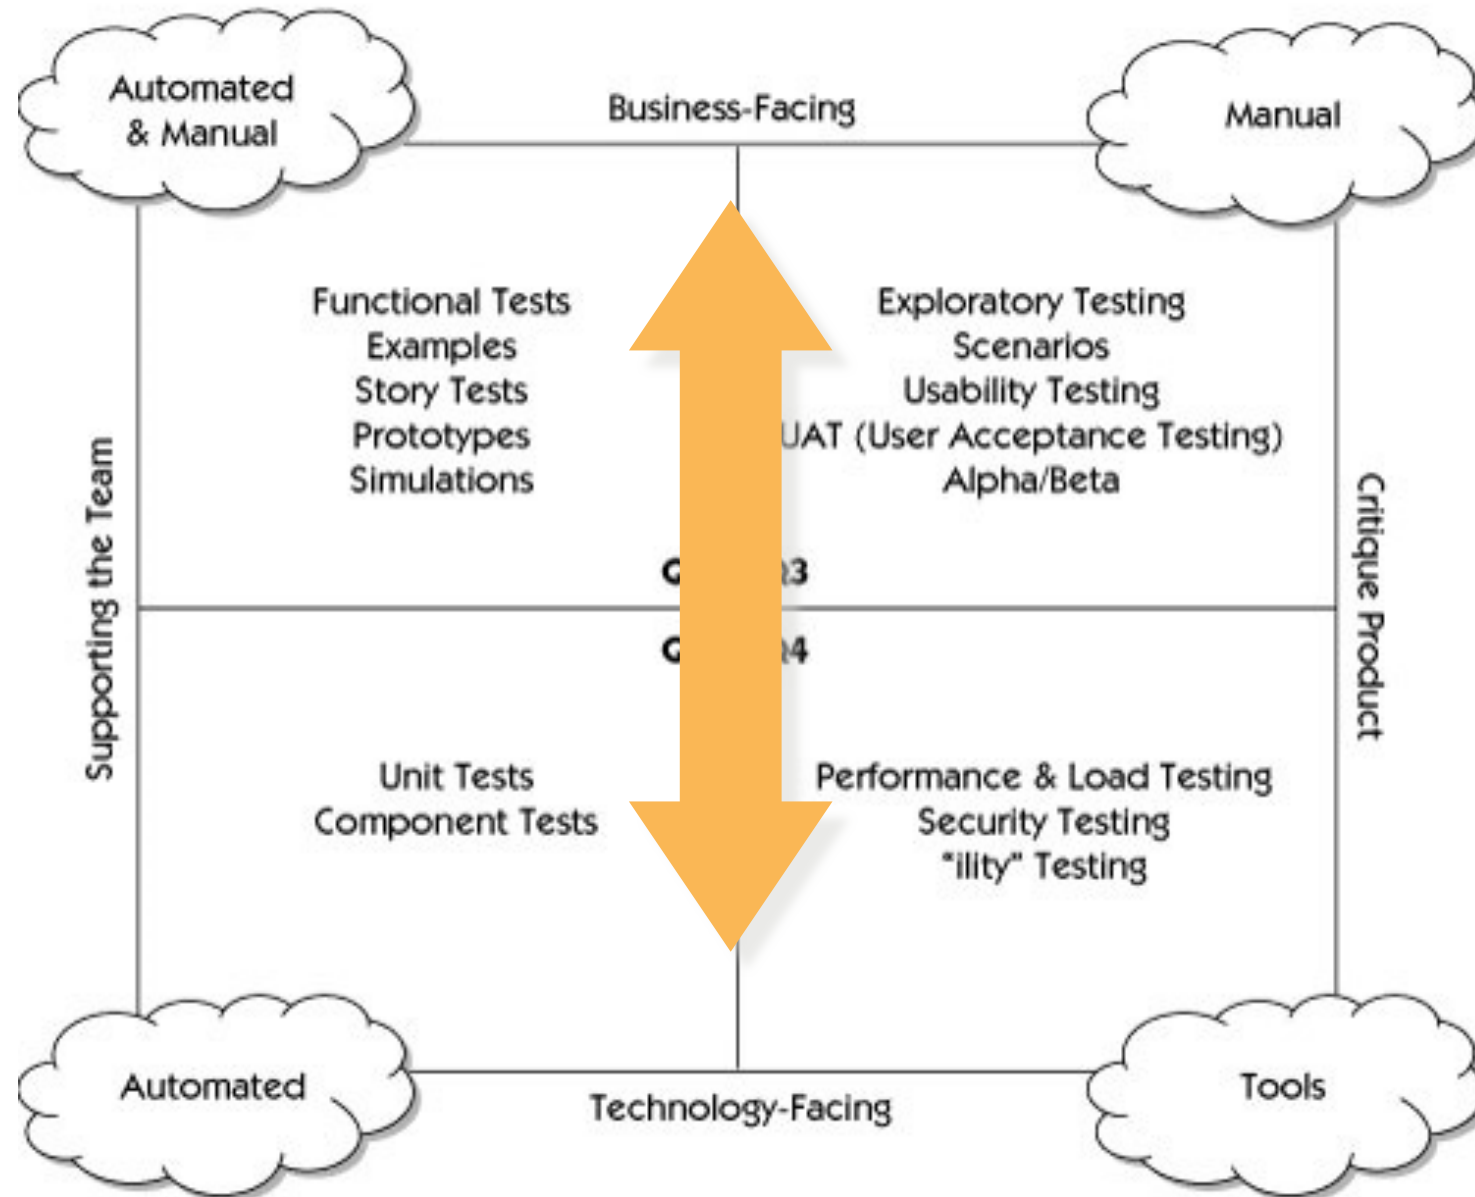 Automated
& Manual
Business-Facing
Manual
Functional Tests
Examples
Story Tests
Prototypes
Simulations
Exploratory Testing
Scenarios
Usability Testing
UAT (User Acceptance Testing)
Alpha/Beta
Supporting the Team
Critique Product
Unit Tests
Component Tests
Performance & Load Testing
Security Testing
"ility" Testing
Automated
Technology-Facing
Tools